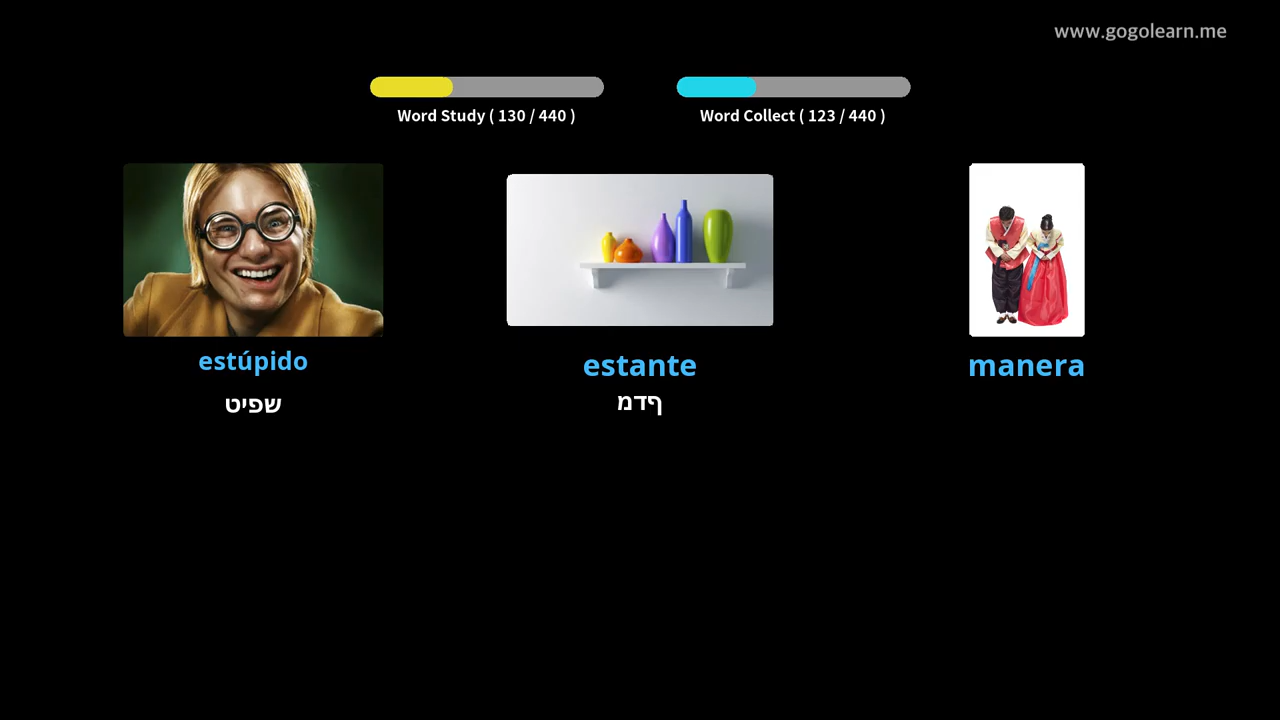 www.gogolearn.me
Word Study ( 130 / 440 )
Word Collect ( 123 / 440 )
estúpido
שפיט
estante
ףדמ
manera